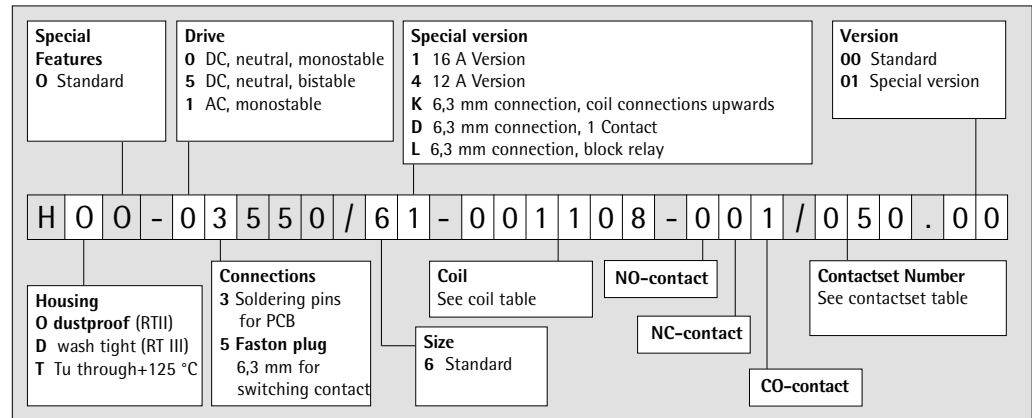 Special
Features
O Standard
Drive
0 DC, neutral, monostable
5 DC, neutral, bistable
1 AC, monostable
Special version
1 16 A Version
4 12 A Version
K 6,3 mm connection, coil connections upwards
D 6,3 mm connection, 1 Contact
L 6,3 mm connection, block relay
Version
00 Standard
01 Special version
H O O - 0 3 5 5 0 / 6 1 - 0 0 1 1 0 8 - 0 0 1 / 0 5 0 . 0 0
Housing
O dustproof (RTII)
D wash tight (RT III)
T Tu through+125 °C
Connections
3 Soldering pins
for PCB
5 Faston plug
6,3 mm for
switching contact
Size
6 Standard
Coil
See coil table
NO-contact
NC-contact
CO-contact
Contactset Number
See contactset table